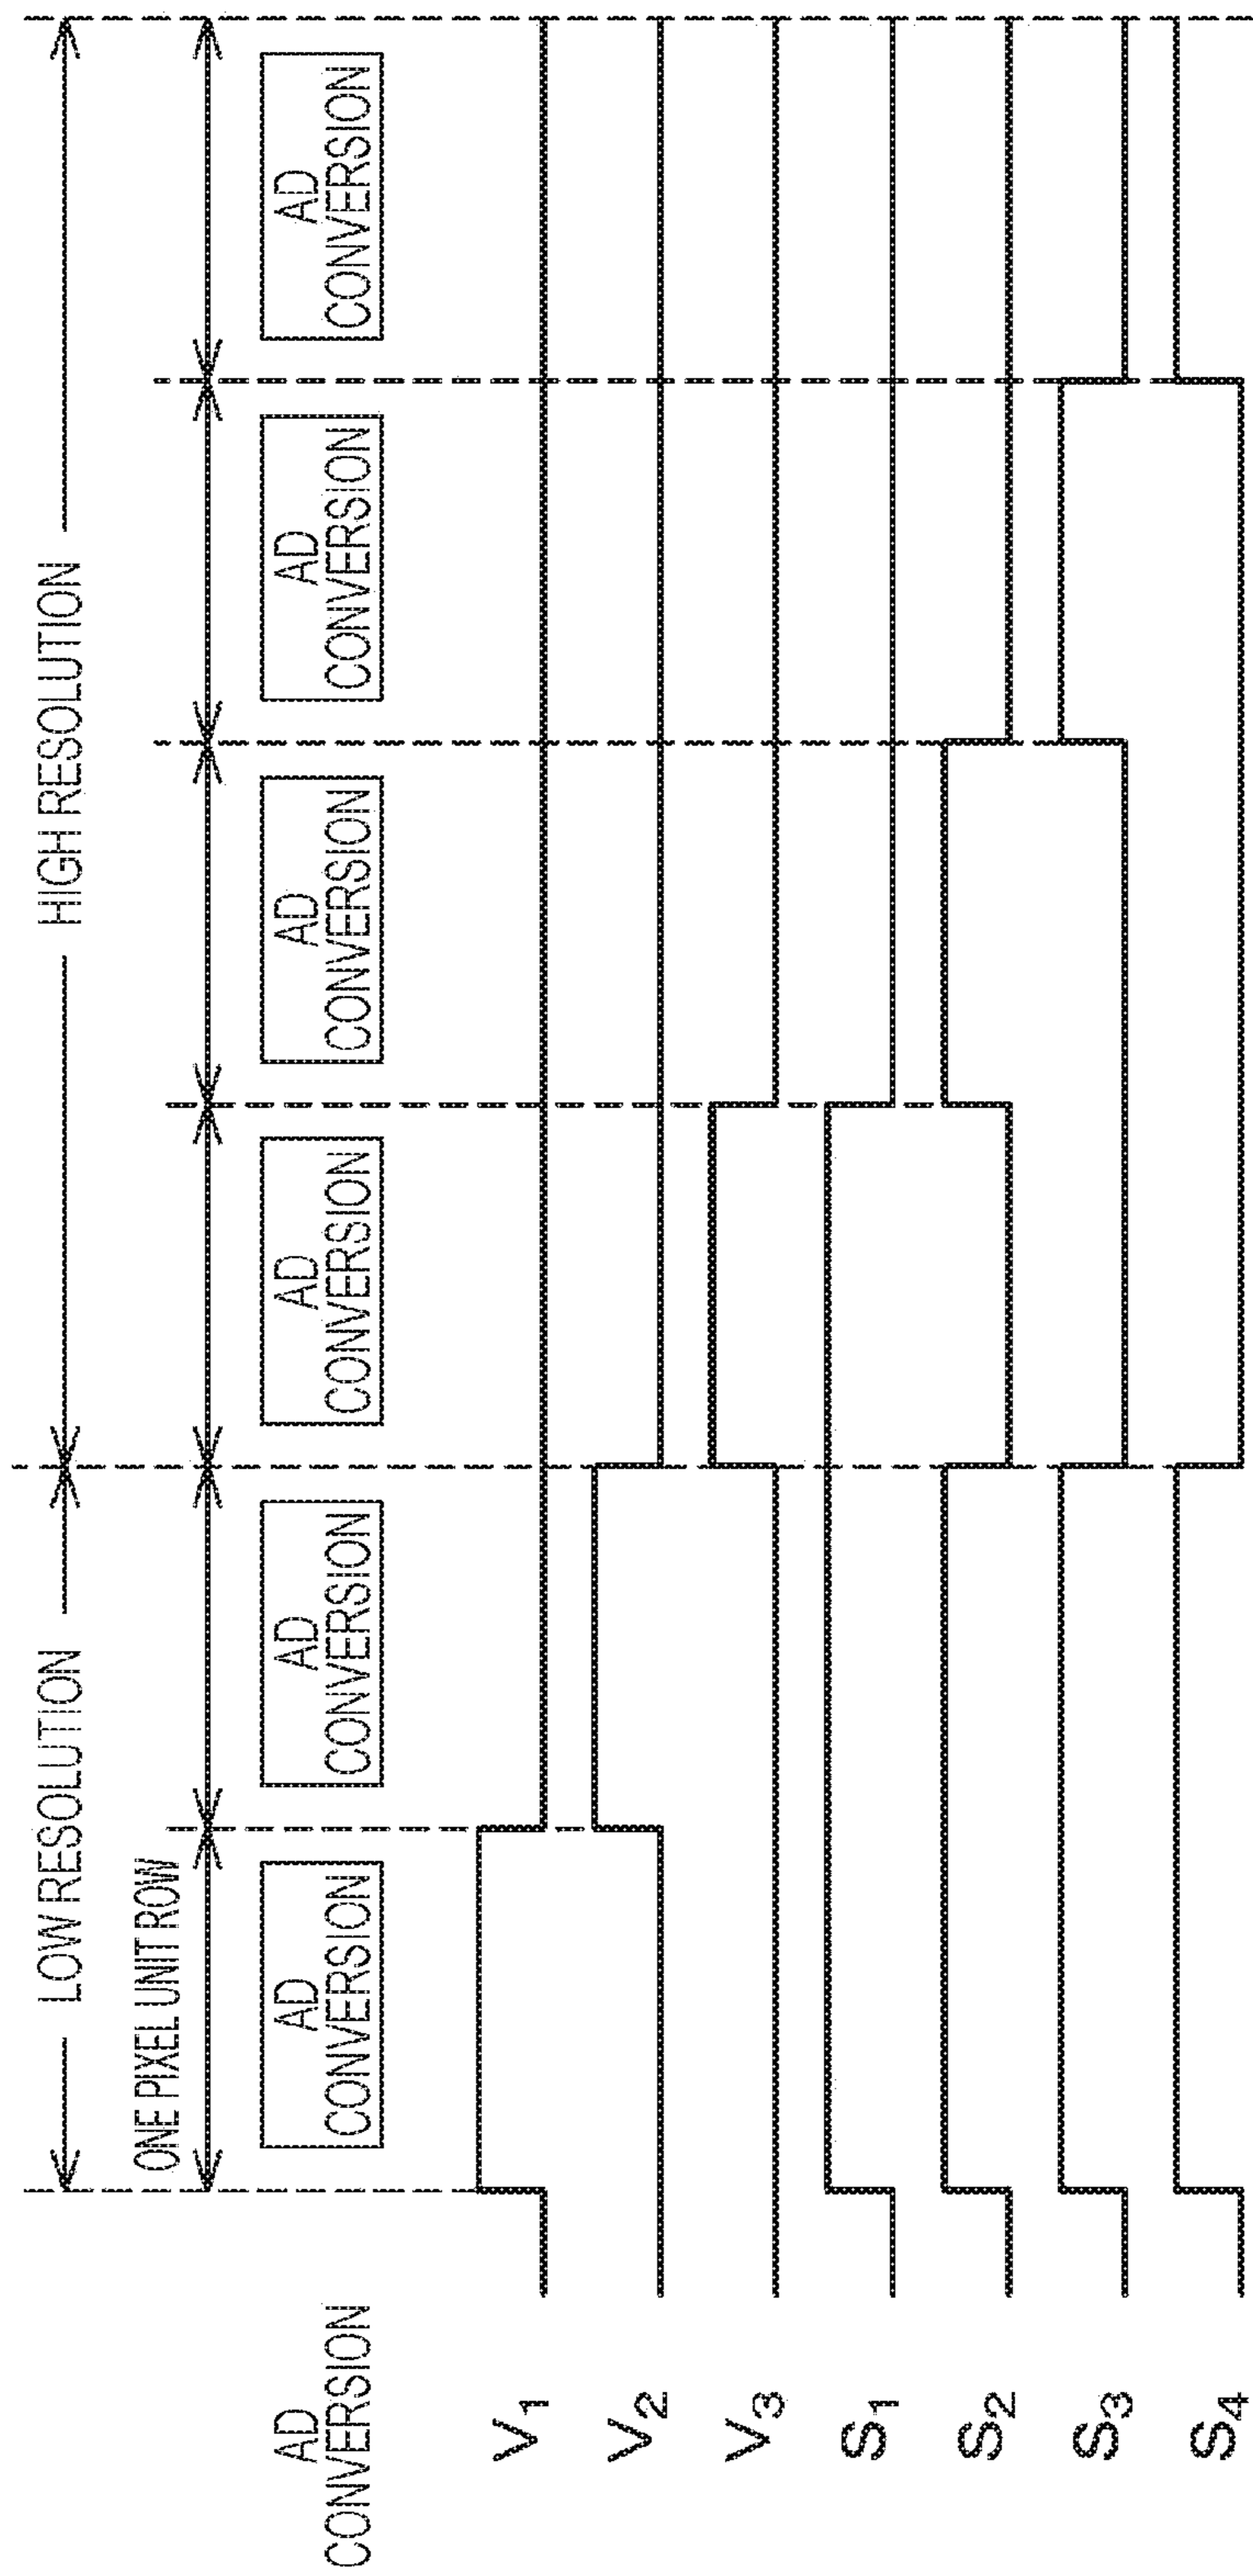 LOW RESOLUTION
HIGH RESOLUTION
ONE PIXEL UNIT ROW
AD
CONVERSION
AD
CONVERSION
AD
CONVERSION
AD
CONVERSION
AD
CONVERSION
AD
CONVERSION
AD
CONVERSION
V1
V2
V3
S1
S2
S3
S4